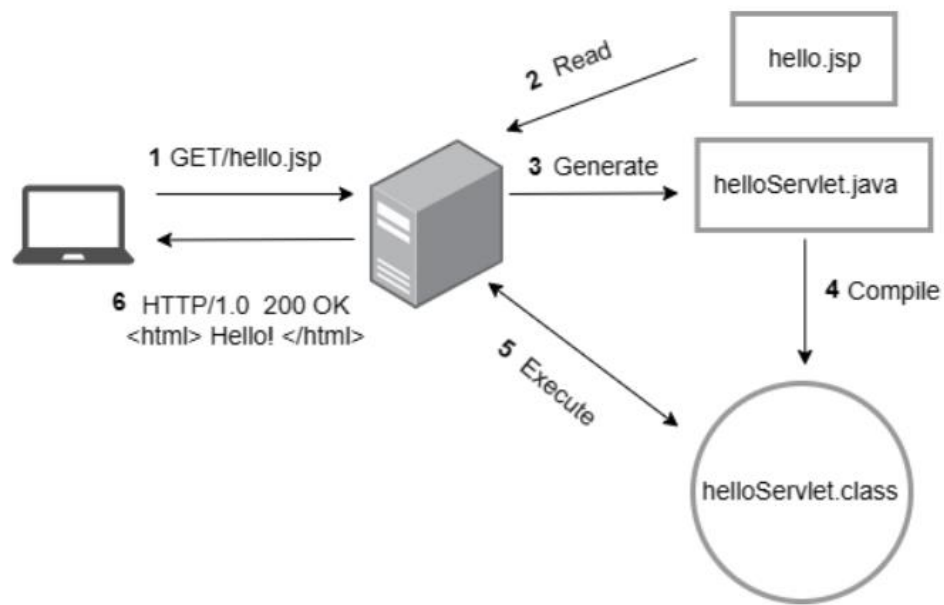 hello.jsp
2 Read
1 GET/hello.jsp
3 Generate
helloServlet.java
4 Compile
6 HTTP/1.0 200 OK
<html> Hello! </html>
5 Execute
helloServlet.class